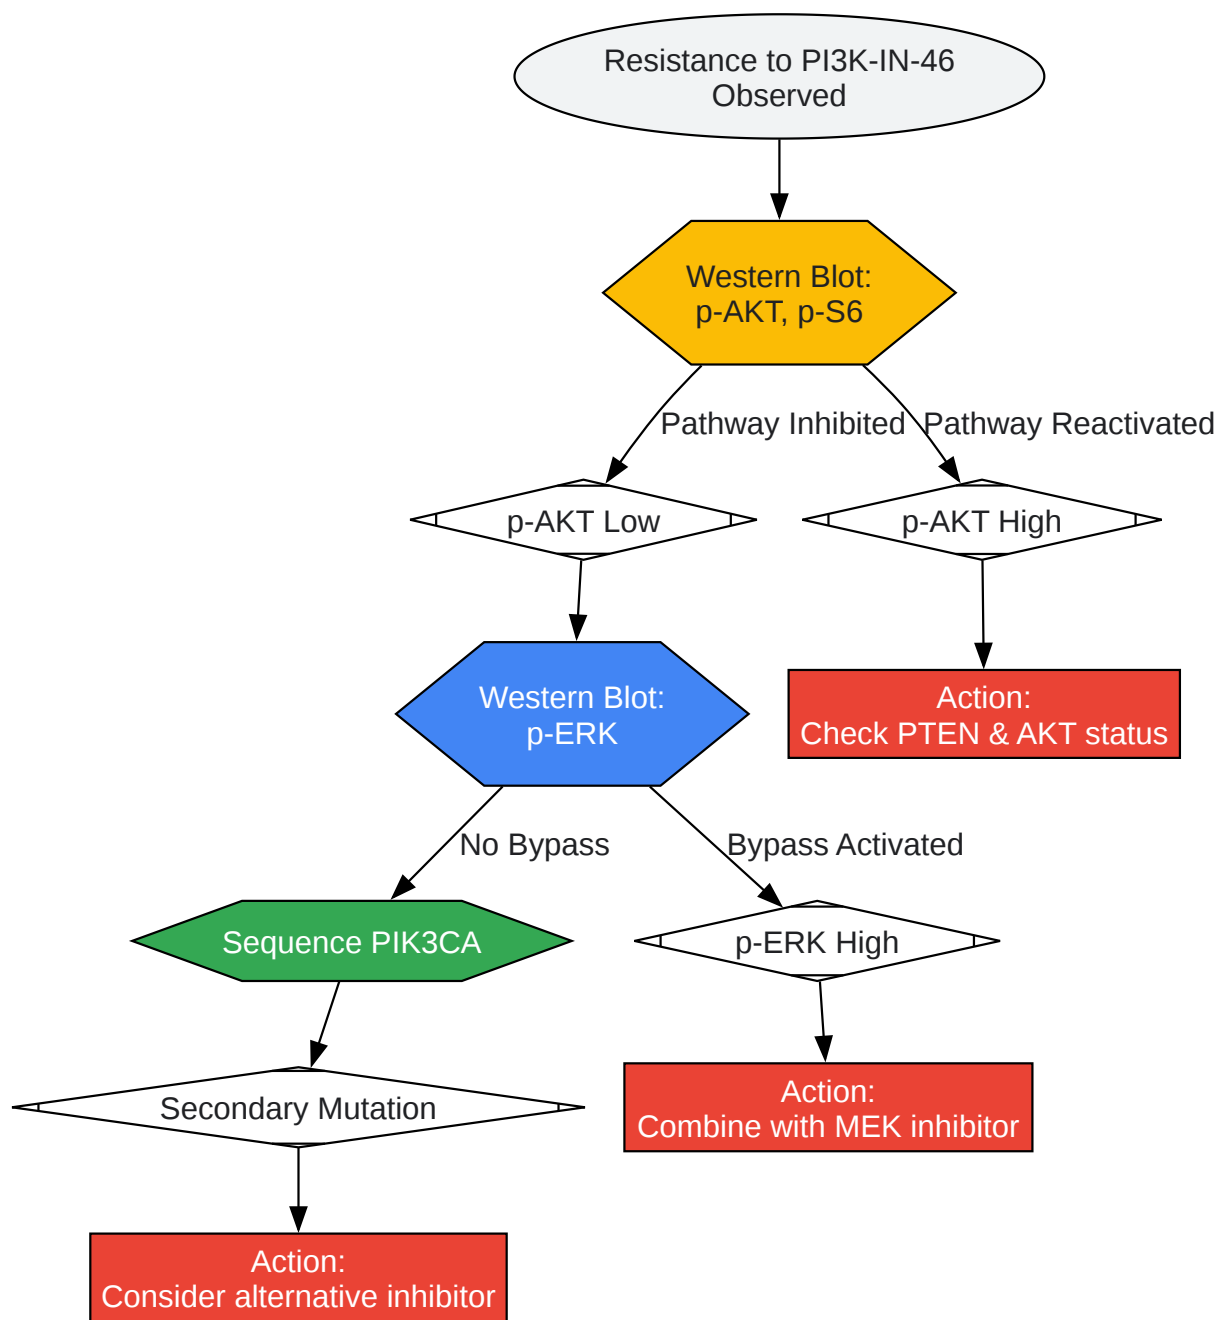 Resistance to PI3K-IN-46
Observed
Western Blot:
p-AKT, p-S6
Pathway Inhibited
Pathway Reactivated
p-AKT Low
p-AKT High
Western Blot:
p-ERK
Action:
Check PTEN & AKT status
No Bypass
Bypass Activated
Sequence PIK3CA
p-ERK High
Secondary Mutation
Action:
Combine with MEK inhibitor
Action:
Consider alternative inhibitor